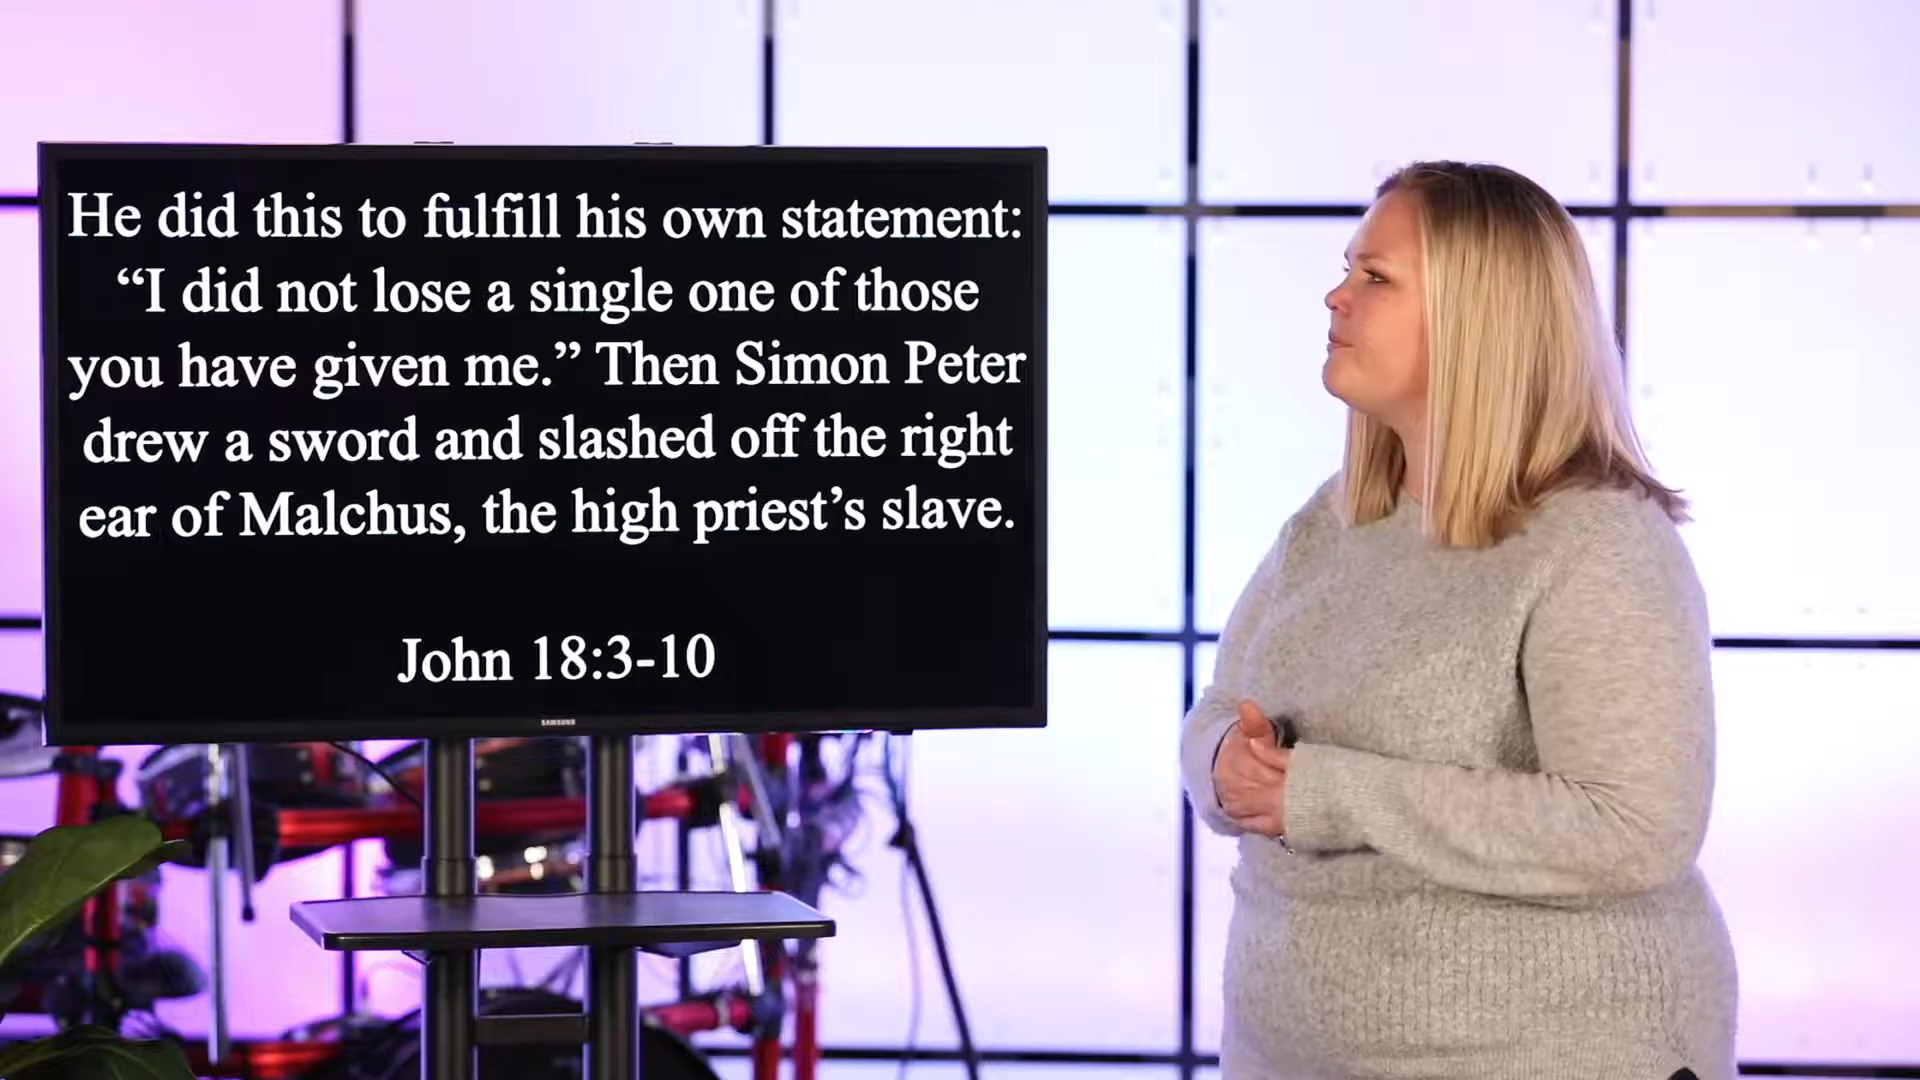 He did this to fulfill his own statement:
“I did not lose a single one of those
you have given me.” Then Simon Peter
drew a sword and slashed off the right
ear of Malchus, the high priest’s slave.
John 18:3-10
SAMSUNG